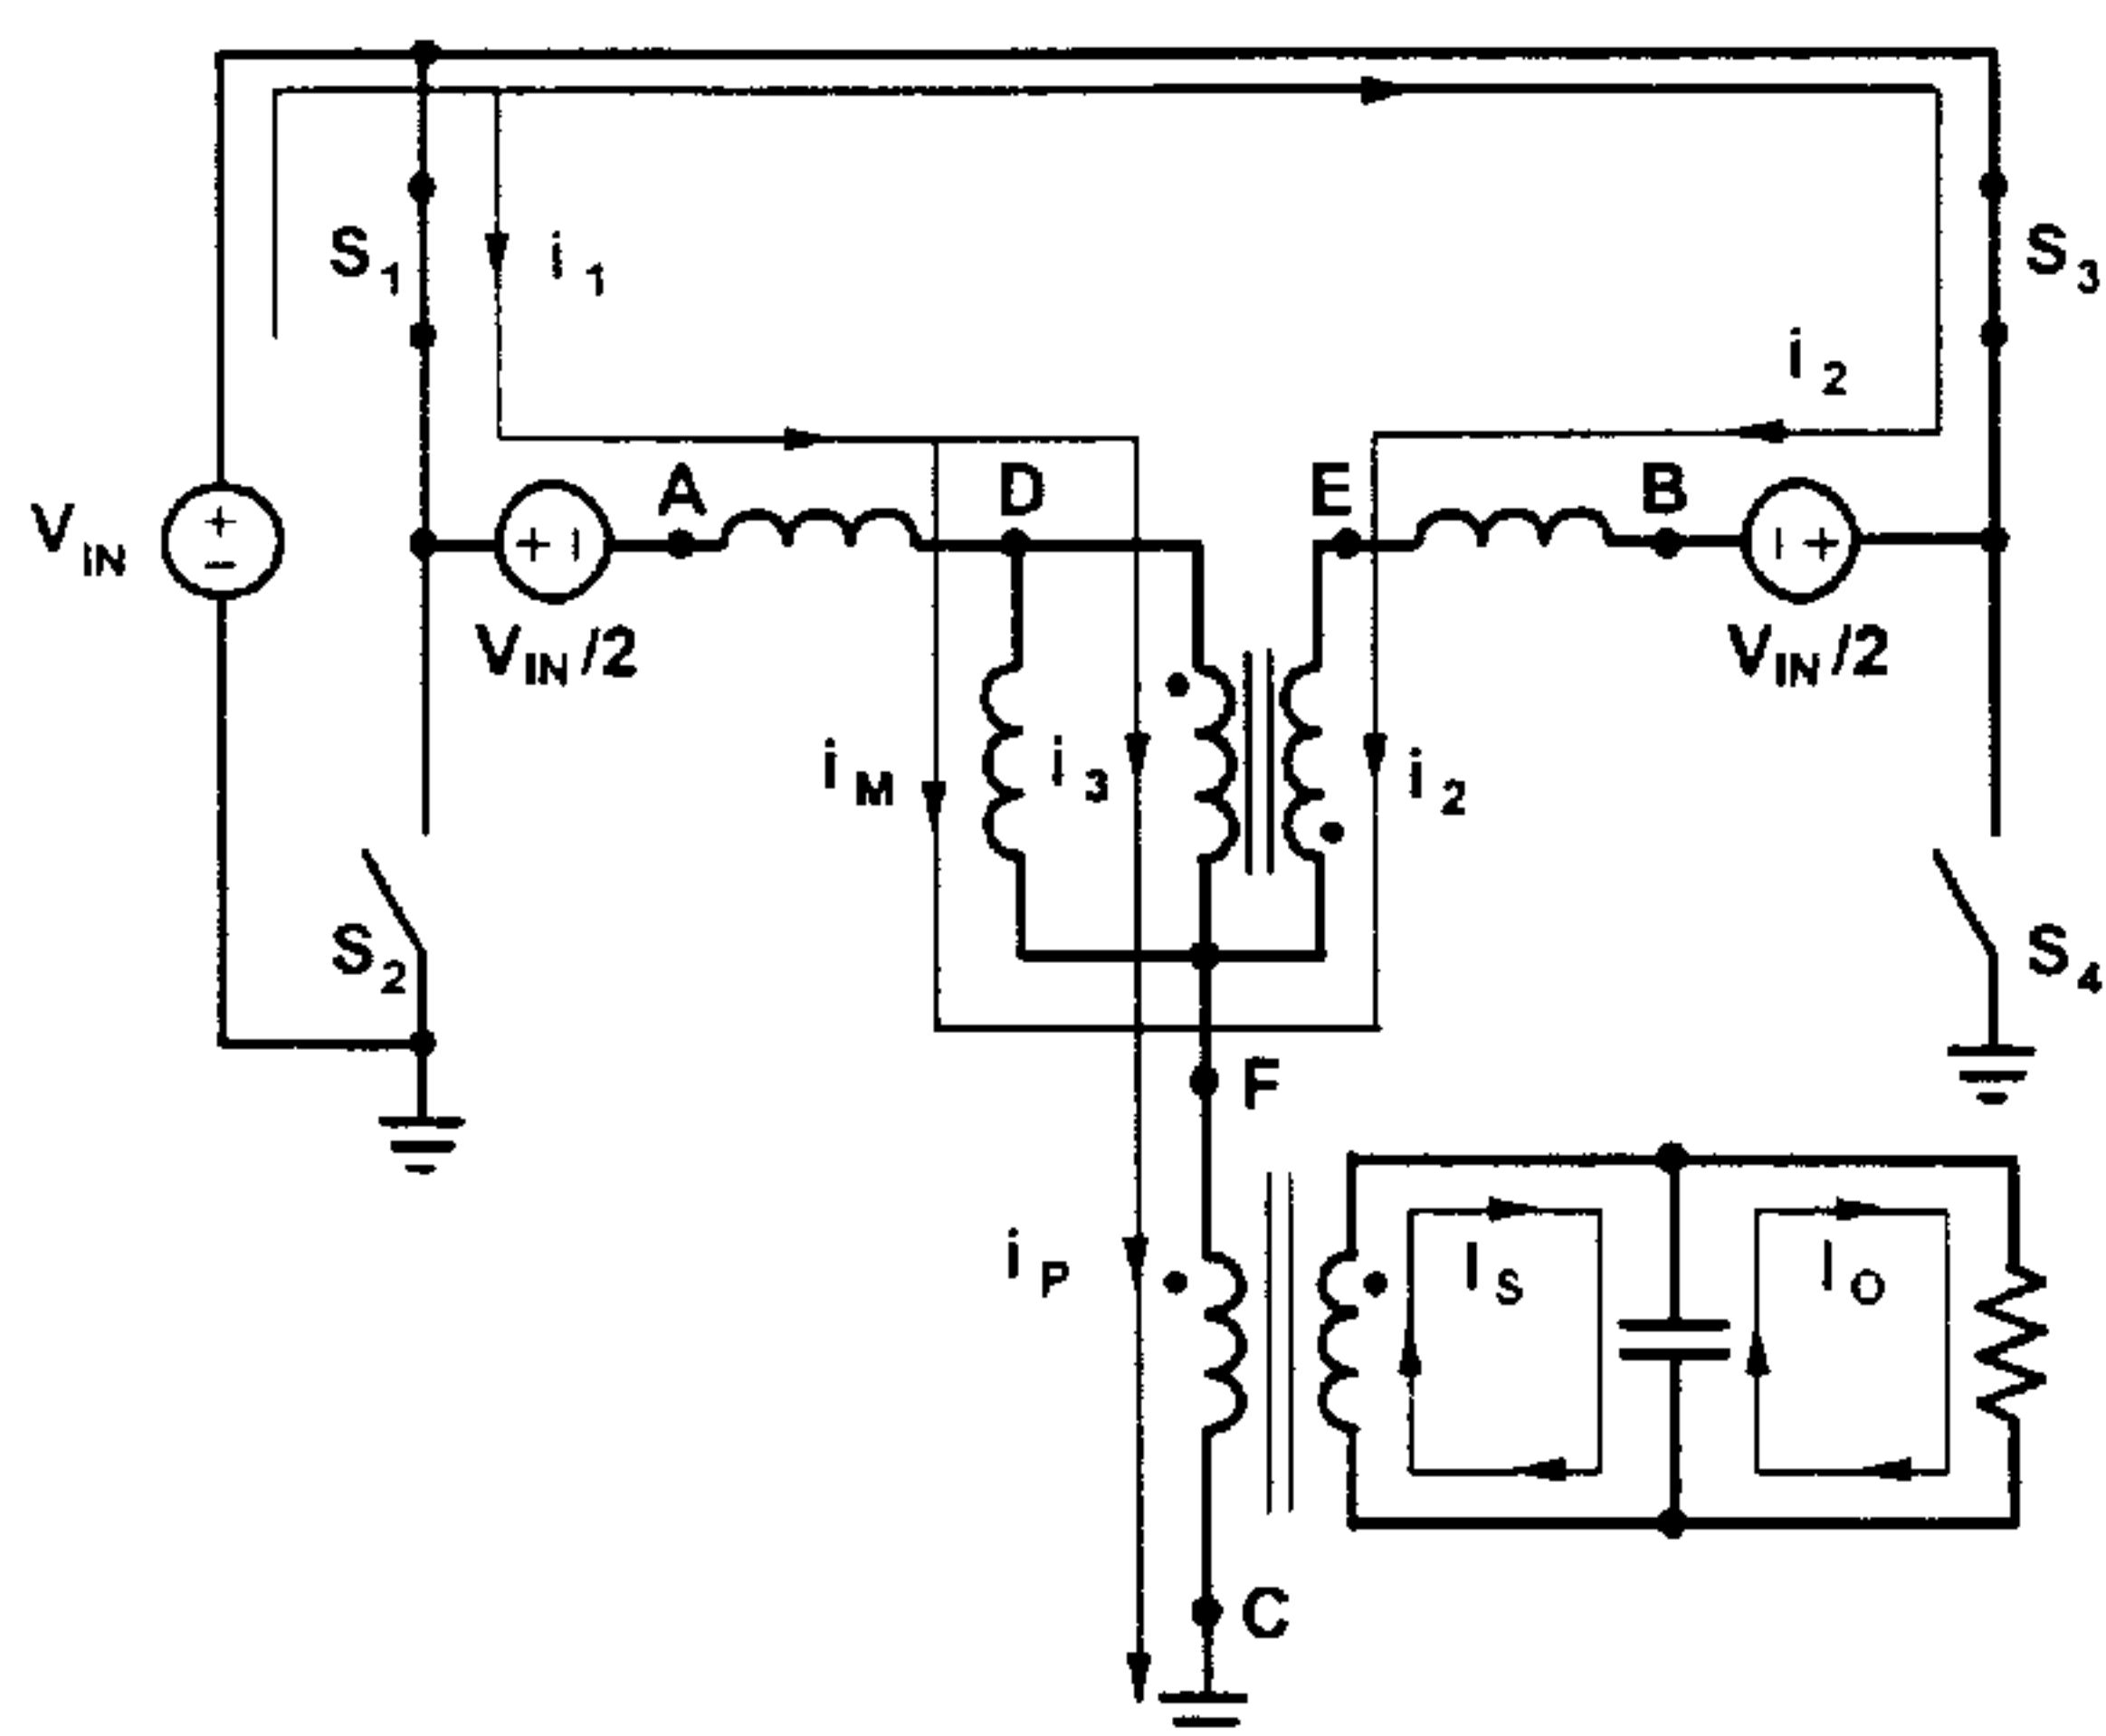 S1
i1
S3
i2
VIN
+
−
A
D
E
B
+ −
− +
VIN/2
VIN/2
iM
i3
i2
S2
S4
F
iP
IS
IO
C